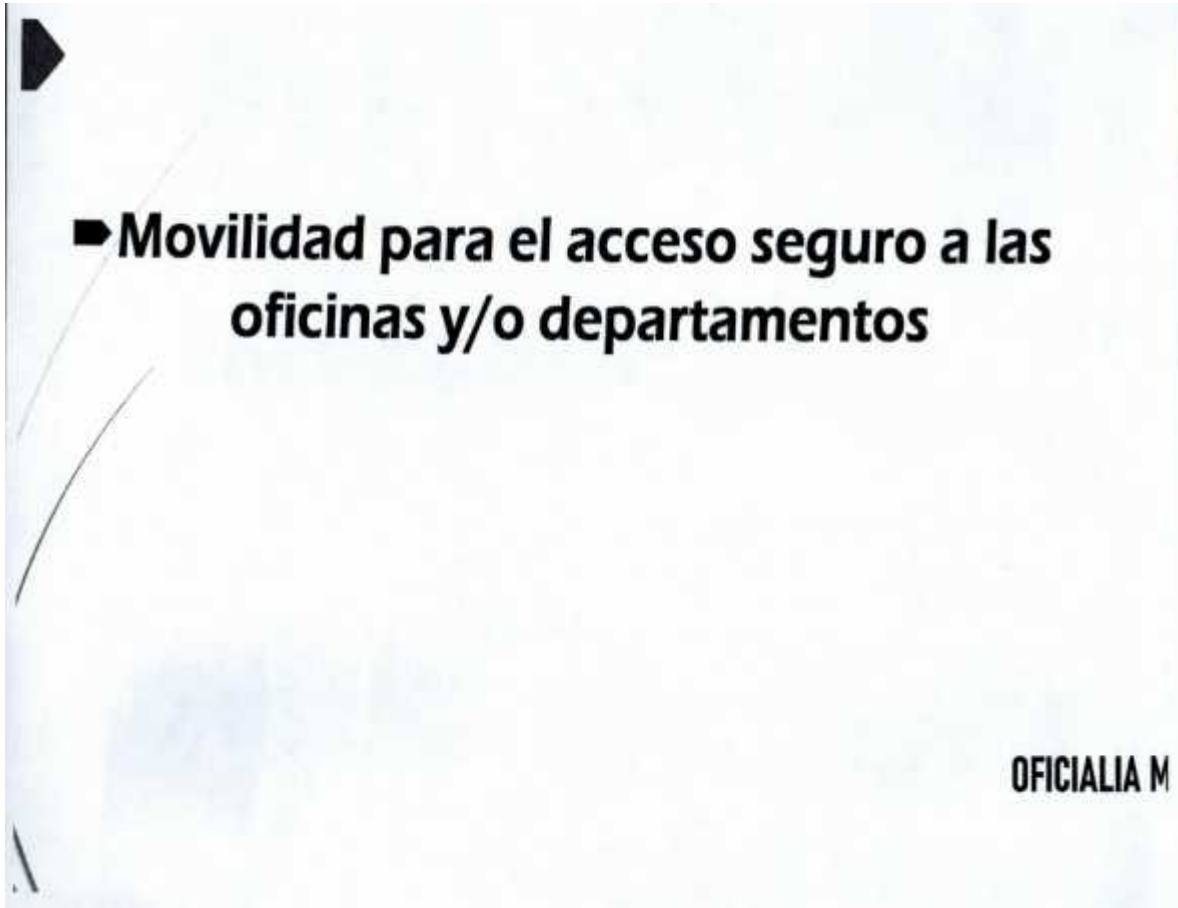 Movilidad para el acceso seguro a las
oficinas y/o departamentos
OFICIALIA M